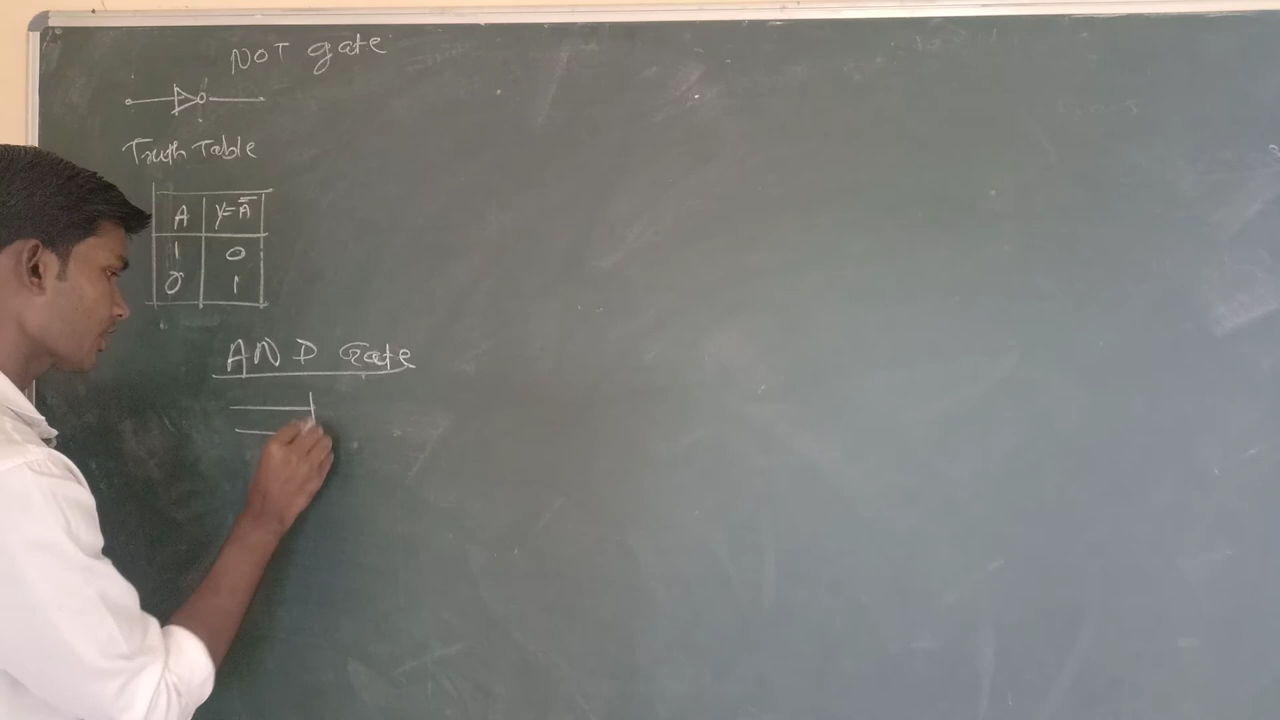 NOT gate
Truth Table
A Y=Ā
1 0
0 1
AND Gate